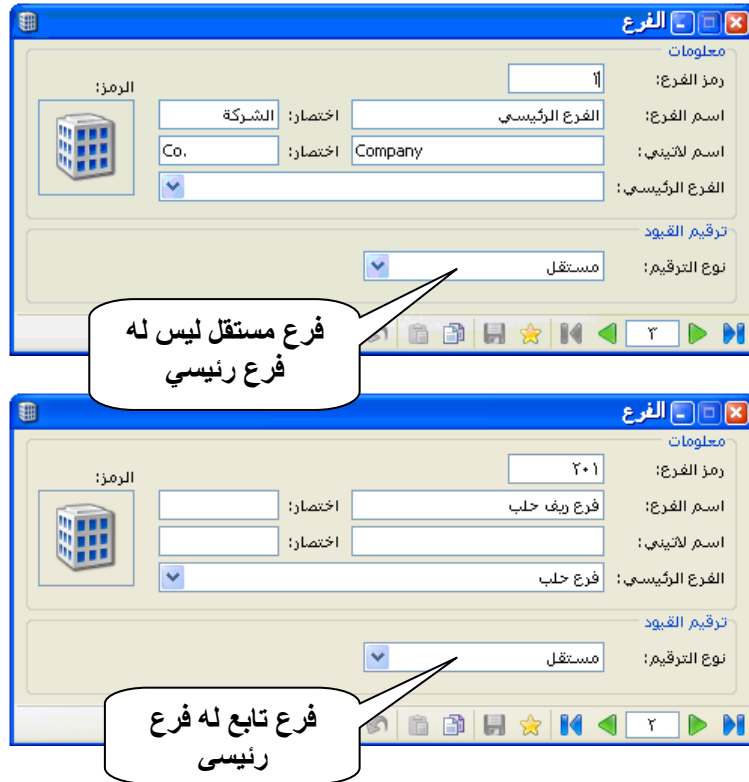 الفرع
معلومات
رمز الفرع: ١
الرمز:
اسم الفرع: الفرع الرئيسي اختصار: الشركة
اسم لاتيني: Company اختصار: Co.
الفرع الرئيسي:
ترقيم القيود
نوع الترقيم: مستقل
فرع مستقل ليس له
فرع رئيسي
٣
الفرع
معلومات
رمز الفرع: ٢٠١
الرمز:
اسم الفرع: فرع ريف حلب اختصار:
اسم لاتيني: اختصار:
الفرع الرئيسي: فرع حلب
ترقيم القيود
نوع الترقيم: مستقل
فرع تابع له فرع
رئيسى
٢